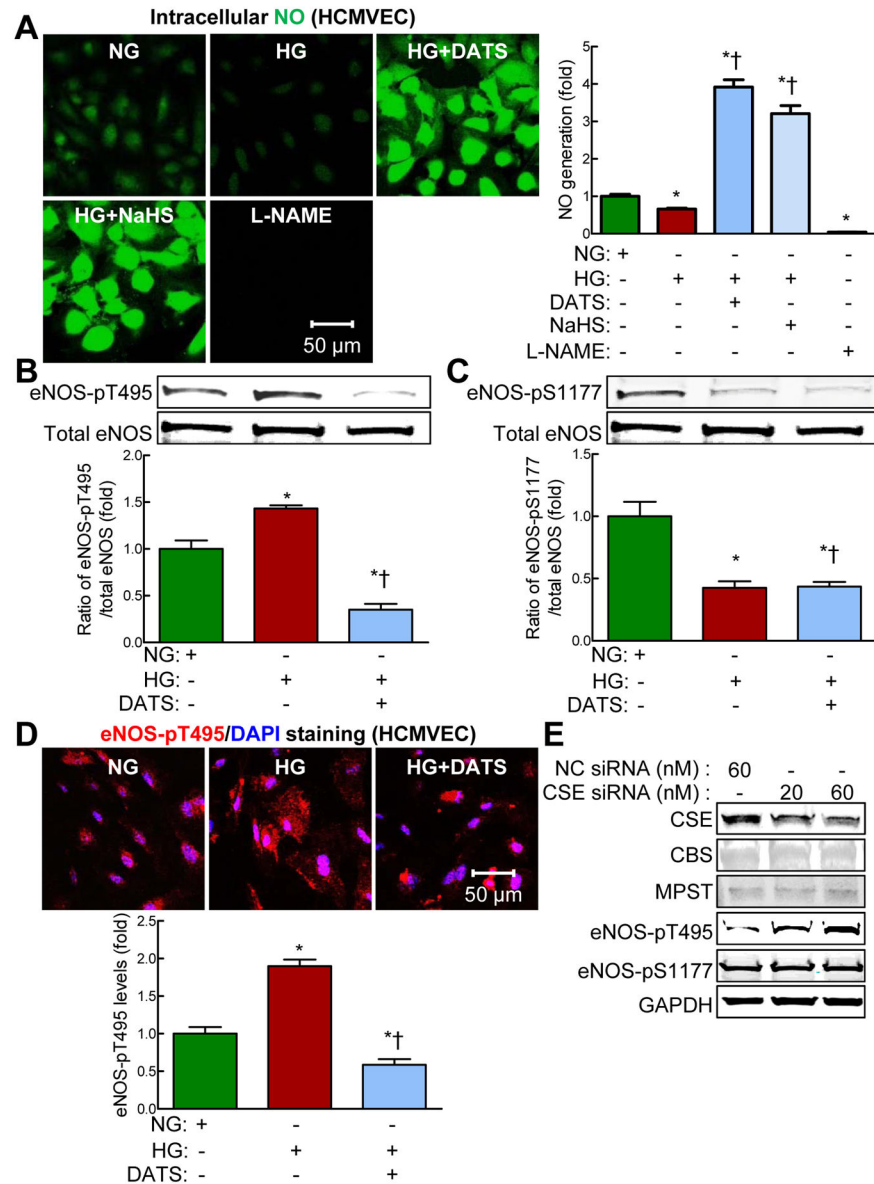 A
Intracellular NO (HCMVEC)
NG
HG
HG+DATS
HG+NaHS
L-NAME
50 µm
NO generation (fold)
5
4
3
2
1
0
*
*†
*†
*
NG: + - - - -
HG: - + + + -
DATS: - - + - -
NaHS: - - - + -
L-NAME: - - - - +
B
eNOS-pT495
Total eNOS
Ratio of eNOS-pT495
/total eNOS (fold)
2.0
1.5
1.0
0.5
0.0
*
*†
NG: + - -
HG: - + +
DATS: - - +
C
eNOS-pS1177
Total eNOS
Ratio of eNOS-pS1177
/total eNOS (fold)
1.5
1.0
0.5
0.0
*
*†
NG: + - -
HG: - + +
DATS: - - +
D
eNOS-pT495/DAPI staining (HCMVEC)
NG
HG
HG+DATS
50 µm
eNOS-pT495 levels (fold)
2.5
2.0
1.5
1.0
0.5
0.0
*
*†
NG: + - -
HG: - + +
DATS: - - +
E
NC siRNA (nM) : 60 - -
CSE siRNA (nM) : - 20 60
CSE
CBS
MPST
eNOS-pT495
eNOS-pS1177
GAPDH